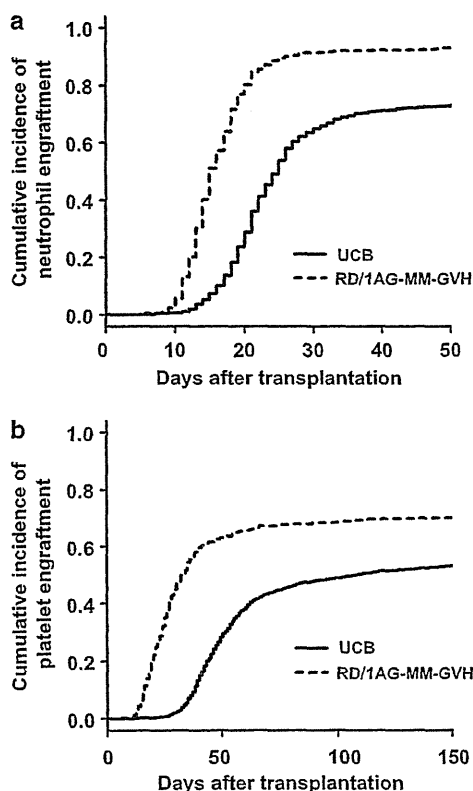 a
Cumulative incidence of
neutrophil engraftment
1.0
0.8
0.6
0.4
0.2
0.0
UCB
RD/1AG-MM-GVH
0 10 20 30 40 50
Days after transplantation
b
Cumulative incidence of
platelet engraftment
1.0
0.8
0.6
0.4
0.2
0.0
UCB
RD/1AG-MM-GVH
0 50 100 150
Days after transplantation